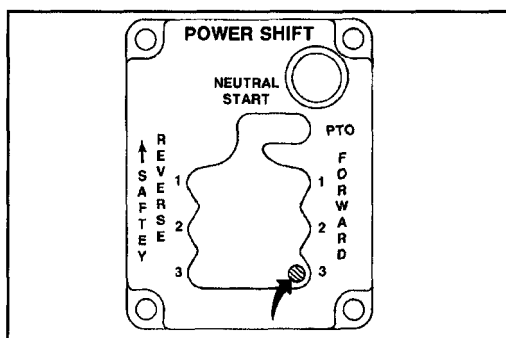 POWER SHIFT
NEUTRAL
START
PTO
SAFTEY
REVERSE
1
2
3
1
2
3
FORWARD